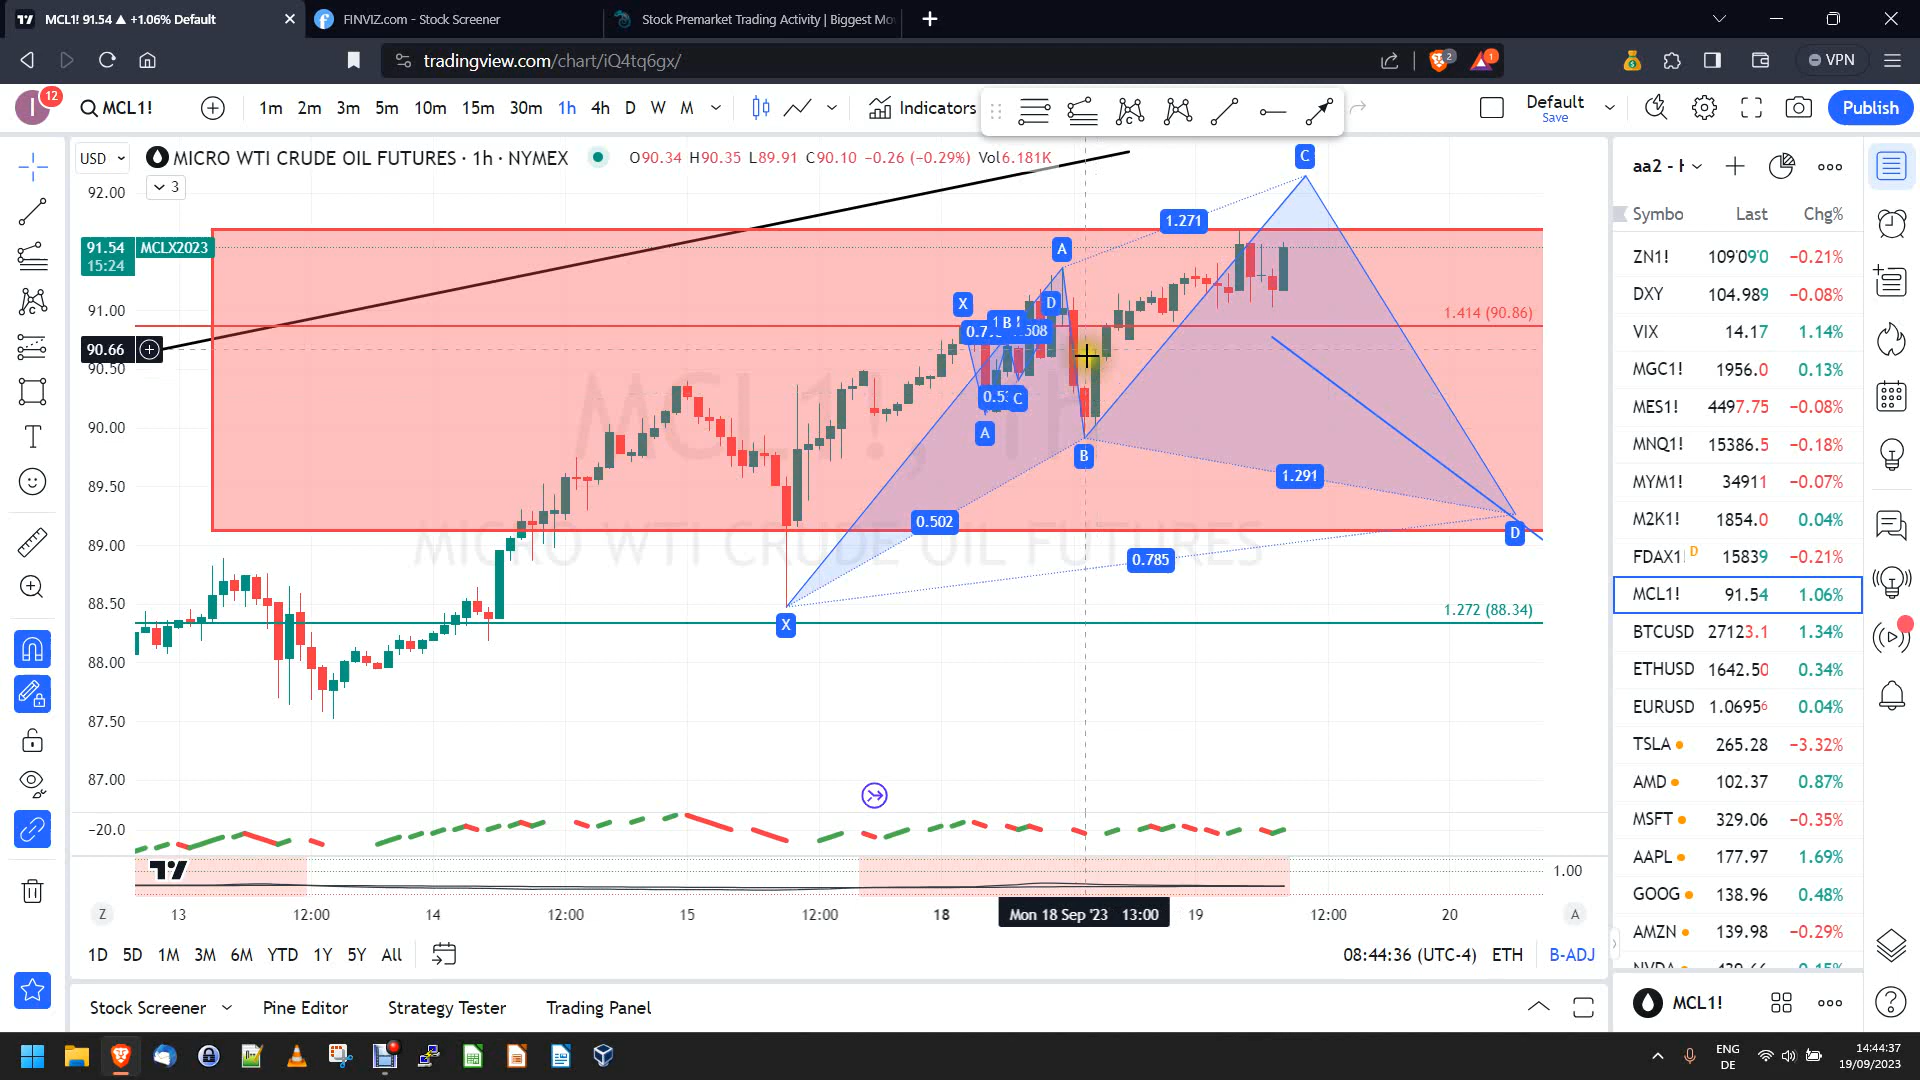 MCL1! 91.54 ▲ +1.06% Default
FINVIZ.com - Stock Screener
Stock Premarket Trading Activity | Biggest Mo
tradingview.com/chart/iQ4tq6gx/
2
1
VPN
I
12
MCL1!
1m 2m 3m 5m 10m 15m 30m 1h 4h D W M
Indicators
Default
Save
Publish
USD
MICRO WTI CRUDE OIL FUTURES · 1h · NYMEX
O90.34 H90.35 L89.91 C90.10 −0.26 (−0.29%) Vol6.181K
3
92.00
91.54
15:24
MCLX2023
91.00
90.66
90.50
90.00
89.50
89.00
88.50
88.00
87.50
87.00
−20.0
1.00
C
1.271
A
X
D
B
C
A
B
1.414 (90.86)
1.291
0.502
0.785
D
X
1.272 (88.34)
MCL1!, 1h
MICRO WTI CRUDE OIL FUTURES
Z
13
12:00
14
12:00
15
12:00
18
Mon 18 Sep '23 13:00
19
12:00
20
A
1D 5D 1M 3M 6M YTD 1Y 5Y All
08:44:36 (UTC-4) ETH B-ADJ
Stock Screener
Pine Editor
Strategy Tester
Trading Panel
aa2 - H
Symbo Last Chg%
ZN1! 109'09'0 −0.21%
DXY 104.989 −0.08%
VIX 14.17 1.14%
MGC1! 1956.0 0.13%
MES1! 4497.75 −0.08%
MNQ1! 15386.5 −0.18%
MYM1! 34911 −0.07%
M2K1! 1854.0 0.04%
FDAX1 D 15839 −0.21%
MCL1! 91.54 1.06%
BTCUSD 27123.1 1.34%
ETHUSD 1642.50 0.34%
EURUSD 1.06956 0.04%
TSLA 265.28 −3.32%
AMD 102.37 0.87%
MSFT 329.06 −0.35%
AAPL 177.97 1.69%
GOOG 138.96 0.48%
AMZN 139.98 −0.29%
MCL1!
ENG
DE
14:44:37
19/09/2023